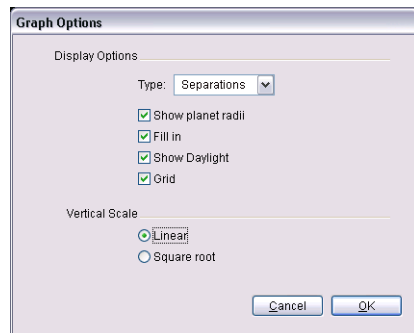 Graph Options
Display Options
Type: Separations
Show planet radii
Fill in
Show Daylight
Grid
Vertical Scale
Linear
Square root
Cancel OK